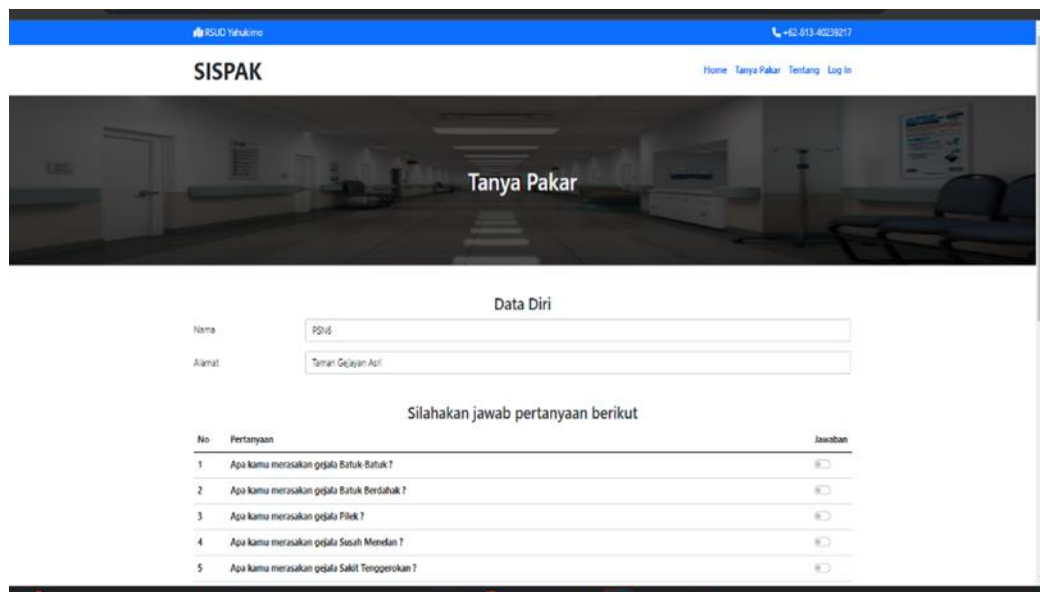 RSUD Yahukimo +62-813-40239217
SISPAK Home Tanya Pakar Tentang Log In
Tanya Pakar
Data Diri
Nama PSN6
Alamat Taman Gejayan Asri
Silahakan jawab pertanyaan berikut
No Pertanyaan Jawaban
1 Apa kamu merasakan gejala Batuk-Batuk ?
2 Apa kamu merasakan gejala Batuk Berdahak ?
3 Apa kamu merasakan gejala Pilek ?
4 Apa kamu merasakan gejala Susah Menelan ?
5 Apa kamu merasakan gejala Sakit Tenggerokan ?